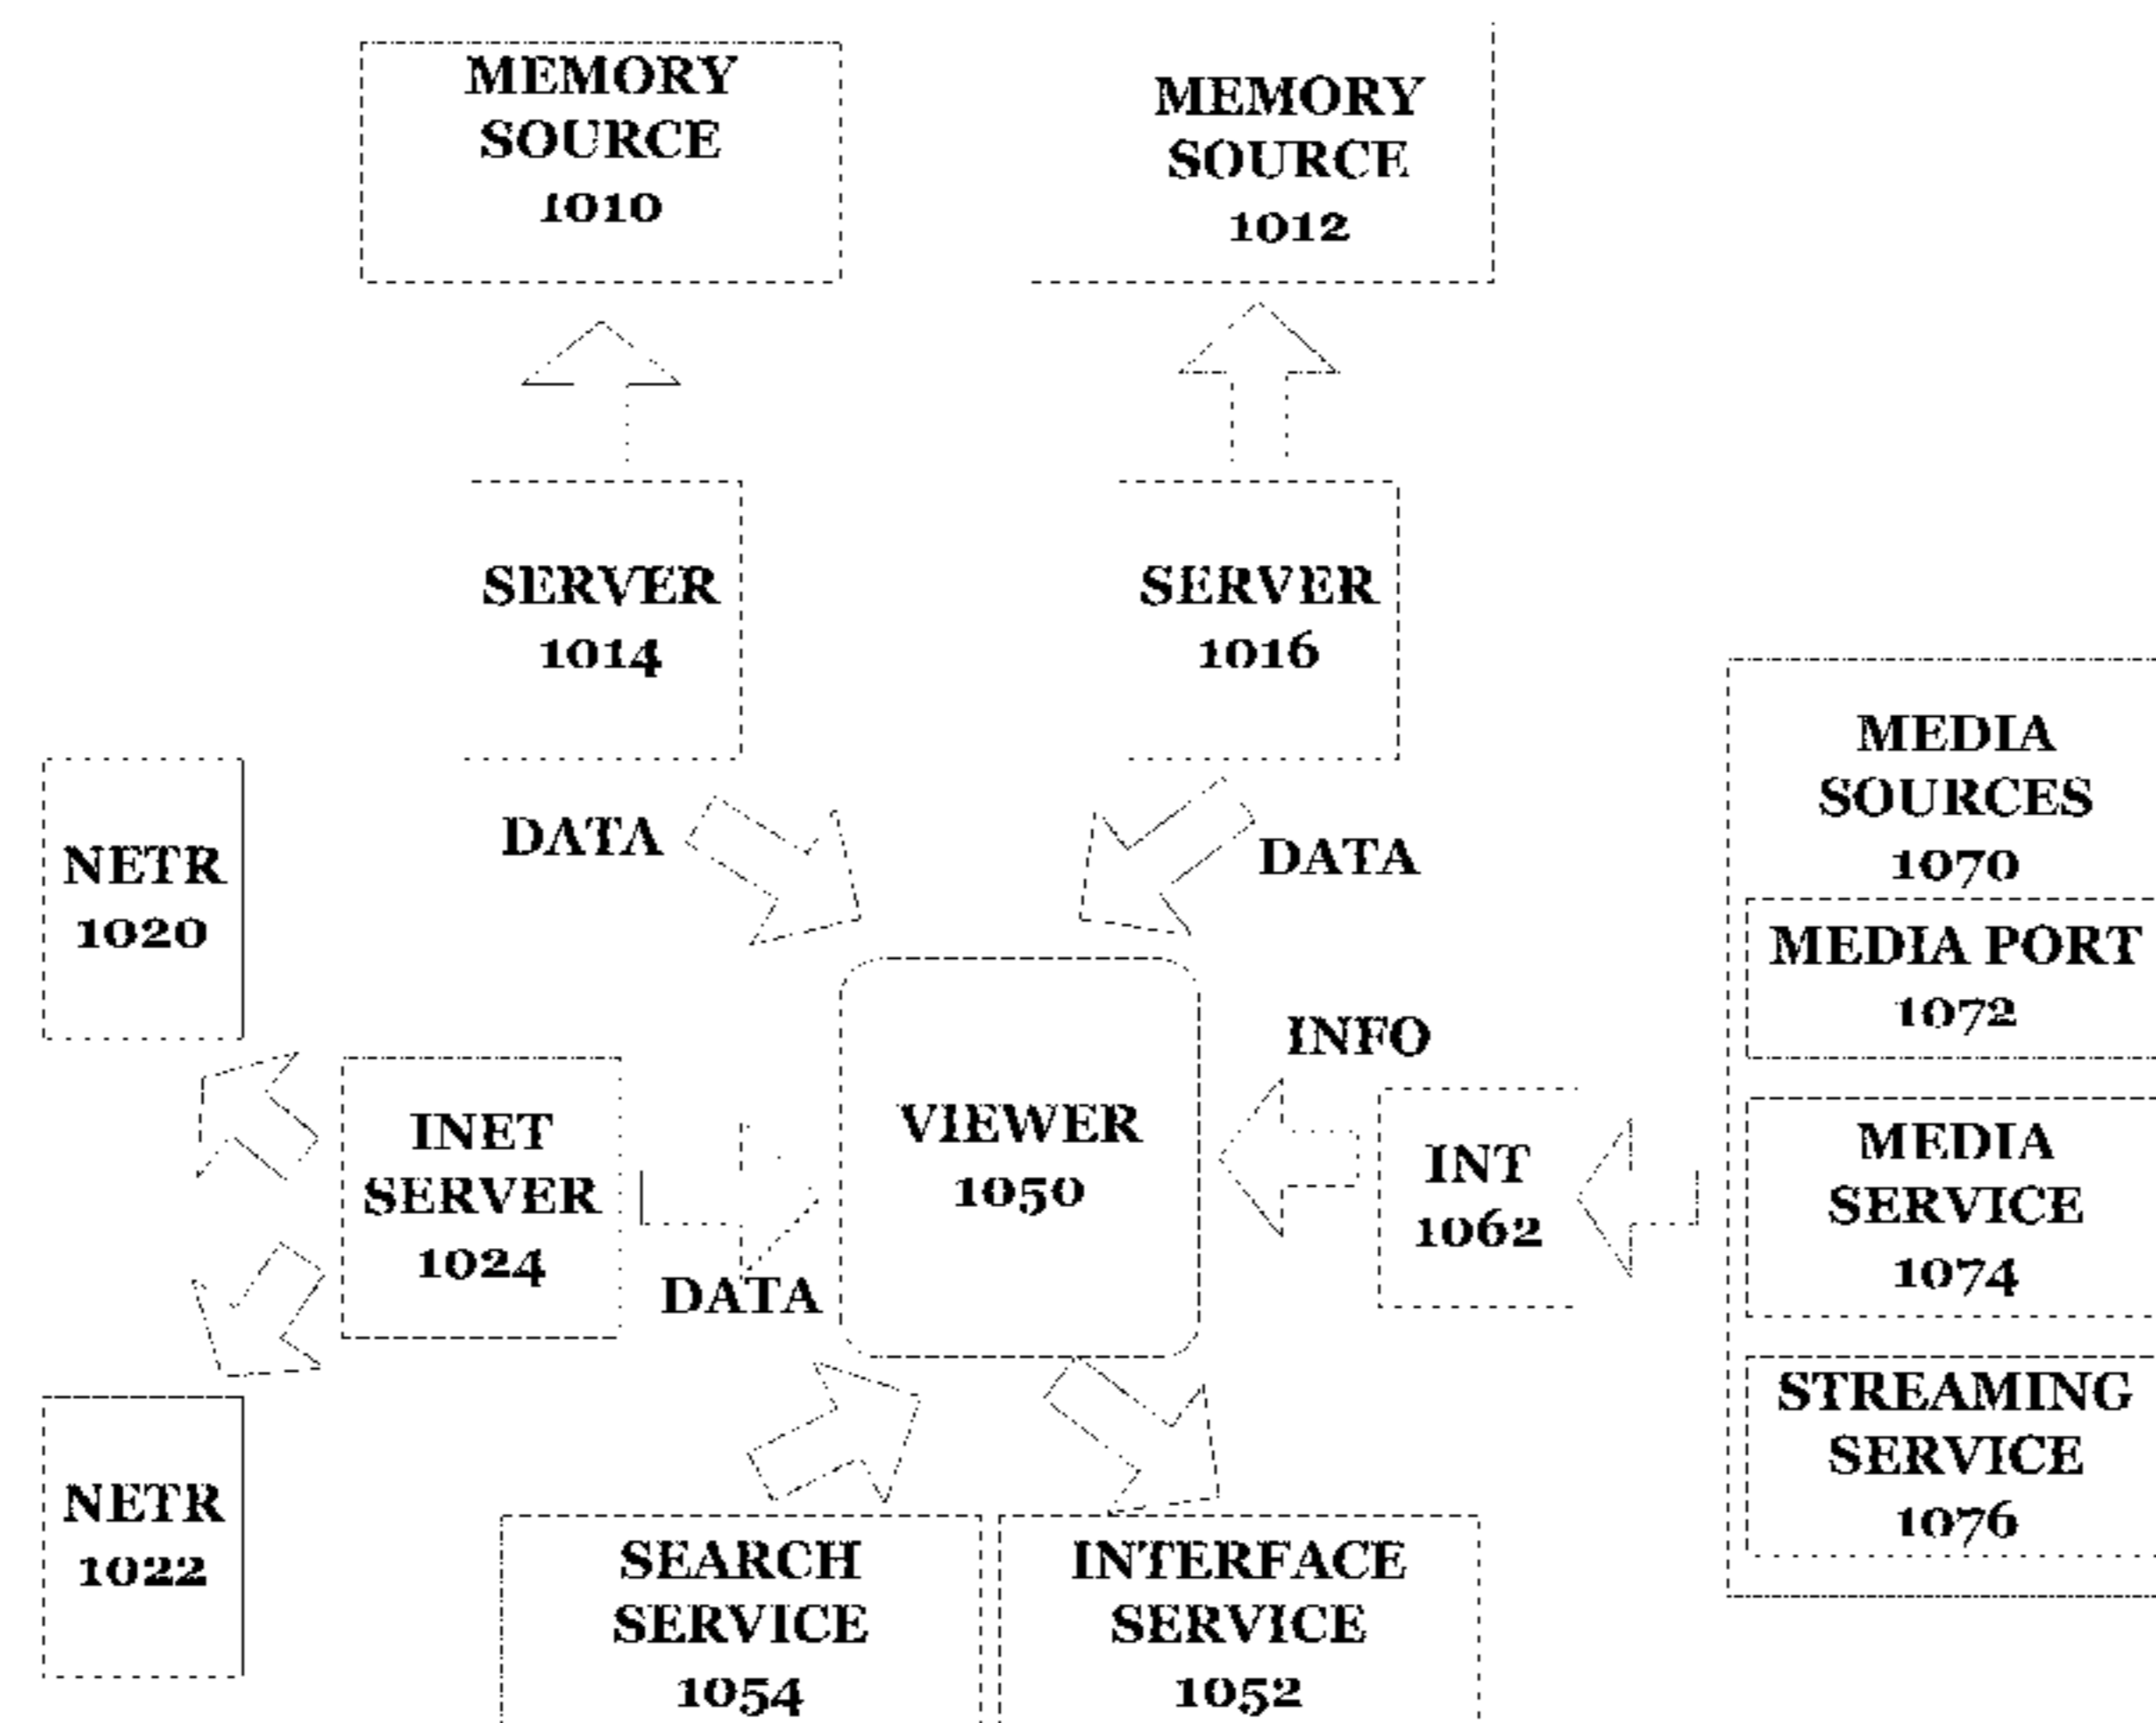 MEMORY
SOURCE
1010
MEMORY
SOURCE
1012
SERVER
1014
SERVER
1016
MEDIA
SOURCES
1070
MEDIA PORT
1072
MEDIA
SERVICE
1074
STREAMING
SERVICE
1076
NETR
1020
DATA
DATA
INFO
INET
SERVER
1024
VIEWER
1050
INT
1062
DATA
NETR
1022
SEARCH
SERVICE
1054
INTERFACE
SERVICE
1052